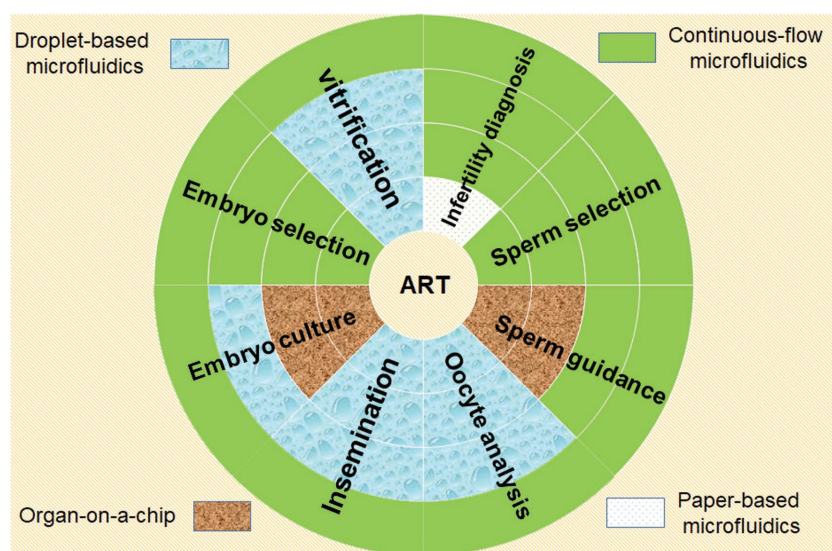 Droplet-based
microfluidics
Continuous-flow
microfluidics
vitrification
Infertility diagnosis
Embryo selection
Sperm selection
ART
Embryo culture
Sperm guidance
Insemination
Oocyte analysis
Organ-on-a-chip
Paper-based
microfluidics